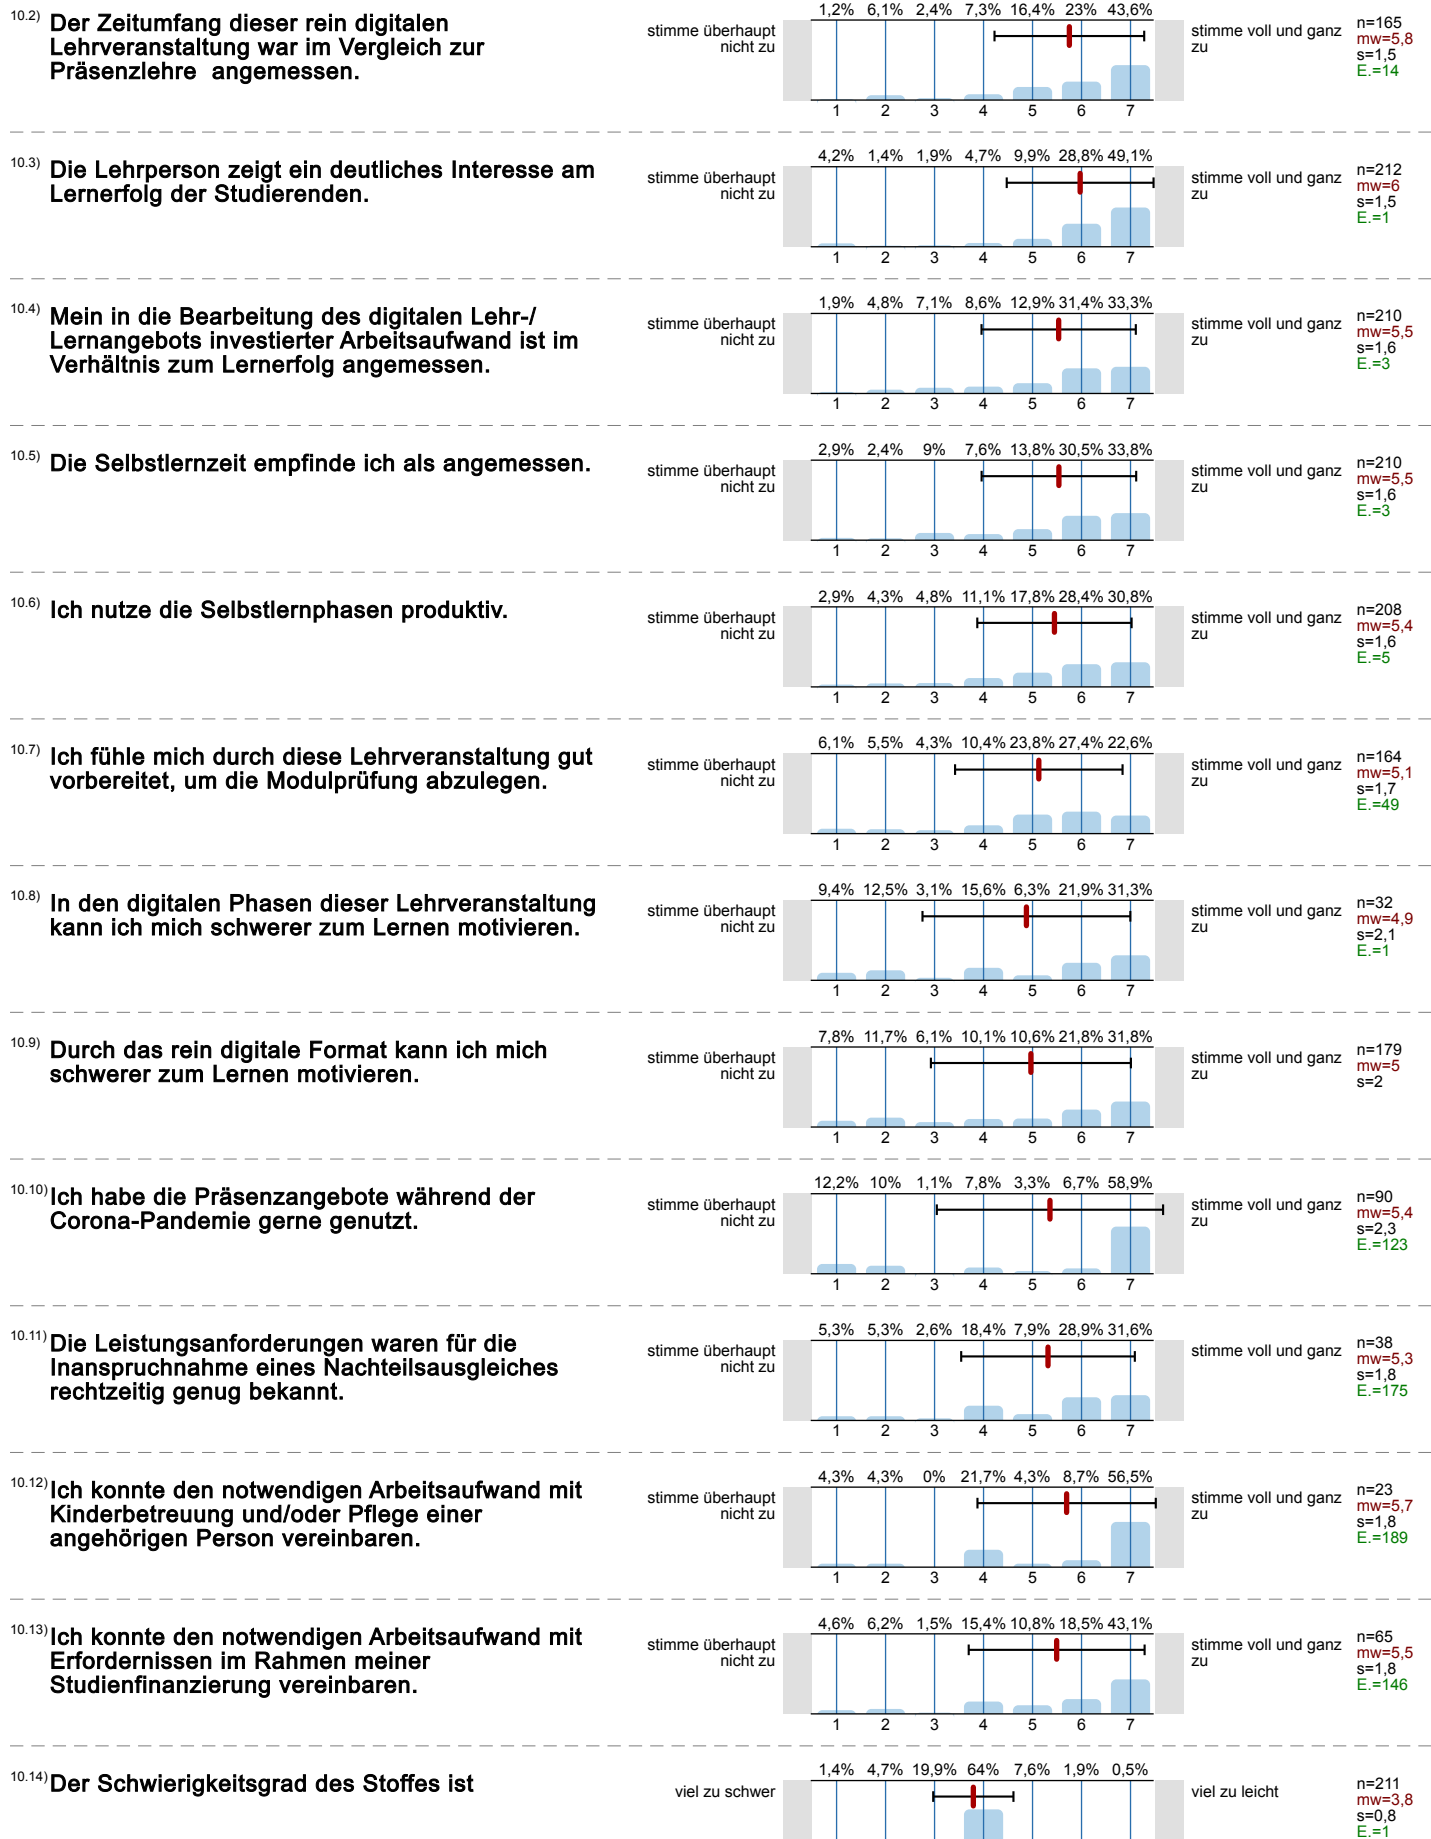 10.2) Der Zeitumfang dieser rein digitalen
Lehrveranstaltung war im Vergleich zur
Präsenzlehre angemessen.
stimme überhaupt
nicht zu
1,2% 6,1% 2,4% 7,3% 16,4% 23% 43,6%
1 2 3 4 5 6 7
stimme voll und ganz
zu
n=165
mw=5,8
s=1,5
E.=14
10.3) Die Lehrperson zeigt ein deutliches Interesse am
Lernerfolg der Studierenden.
stimme überhaupt
nicht zu
4,2% 1,4% 1,9% 4,7% 9,9% 28,8% 49,1%
1 2 3 4 5 6 7
stimme voll und ganz
zu
n=212
mw=6
s=1,5
E.=1
10.4) Mein in die Bearbeitung des digitalen Lehr-/
Lernangebots investierter Arbeitsaufwand ist im
Verhältnis zum Lernerfolg angemessen.
stimme überhaupt
nicht zu
1,9% 4,8% 7,1% 8,6% 12,9% 31,4% 33,3%
1 2 3 4 5 6 7
stimme voll und ganz
zu
n=210
mw=5,5
s=1,6
E.=3
10.5) Die Selbstlernzeit empfinde ich als angemessen.
stimme überhaupt
nicht zu
2,9% 2,4% 9% 7,6% 13,8% 30,5% 33,8%
1 2 3 4 5 6 7
stimme voll und ganz
zu
n=210
mw=5,5
s=1,6
E.=3
10.6) Ich nutze die Selbstlernphasen produktiv.
stimme überhaupt
nicht zu
2,9% 4,3% 4,8% 11,1% 17,8% 28,4% 30,8%
1 2 3 4 5 6 7
stimme voll und ganz
zu
n=208
mw=5,4
s=1,6
E.=5
10.7) Ich fühle mich durch diese Lehrveranstaltung gut
vorbereitet, um die Modulprüfung abzulegen.
stimme überhaupt
nicht zu
6,1% 5,5% 4,3% 10,4% 23,8% 27,4% 22,6%
1 2 3 4 5 6 7
stimme voll und ganz
zu
n=164
mw=5,1
s=1,7
E.=49
10.8) In den digitalen Phasen dieser Lehrveranstaltung
kann ich mich schwerer zum Lernen motivieren.
stimme überhaupt
nicht zu
9,4% 12,5% 3,1% 15,6% 6,3% 21,9% 31,3%
1 2 3 4 5 6 7
stimme voll und ganz
zu
n=32
mw=4,9
s=2,1
E.=1
10.9) Durch das rein digitale Format kann ich mich
schwerer zum Lernen motivieren.
stimme überhaupt
nicht zu
7,8% 11,7% 6,1% 10,1% 10,6% 21,8% 31,8%
1 2 3 4 5 6 7
stimme voll und ganz
zu
n=179
mw=5
s=2
10.10) Ich habe die Präsenzangebote während der
Corona-Pandemie gerne genutzt.
stimme überhaupt
nicht zu
12,2% 10% 1,1% 7,8% 3,3% 6,7% 58,9%
1 2 3 4 5 6 7
stimme voll und ganz
zu
n=90
mw=5,4
s=2,3
E.=123
10.11) Die Leistungsanforderungen waren für die
Inanspruchnahme eines Nachteilsausgleiches
rechtzeitig genug bekannt.
stimme überhaupt
nicht zu
5,3% 5,3% 2,6% 18,4% 7,9% 28,9% 31,6%
1 2 3 4 5 6 7
stimme voll und ganz
n=38
mw=5,3
s=1,8
E.=175
10.12) Ich konnte den notwendigen Arbeitsaufwand mit
Kinderbetreuung und/oder Pflege einer
angehörigen Person vereinbaren.
stimme überhaupt
nicht zu
4,3% 4,3% 0% 21,7% 4,3% 8,7% 56,5%
1 2 3 4 5 6 7
stimme voll und ganz
zu
n=23
mw=5,7
s=1,8
E.=189
10.13) Ich konnte den notwendigen Arbeitsaufwand mit
Erfordernissen im Rahmen meiner
Studienfinanzierung vereinbaren.
stimme überhaupt
nicht zu
4,6% 6,2% 1,5% 15,4% 10,8% 18,5% 43,1%
1 2 3 4 5 6 7
stimme voll und ganz
zu
n=65
mw=5,5
s=1,8
E.=146
10.14) Der Schwierigkeitsgrad des Stoffes ist
viel zu schwer
1,4% 4,7% 19,9% 64% 7,6% 1,9% 0,5%
viel zu leicht
n=211
mw=3,8
s=0,8
E.=1